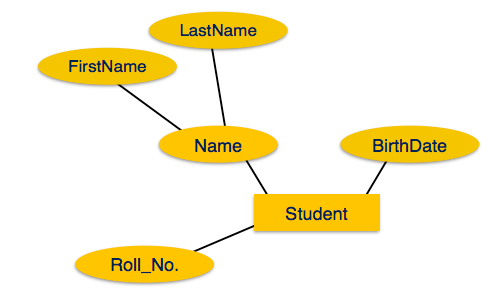 LastName
FirstName
Name
BirthDate
Student
Roll_No.